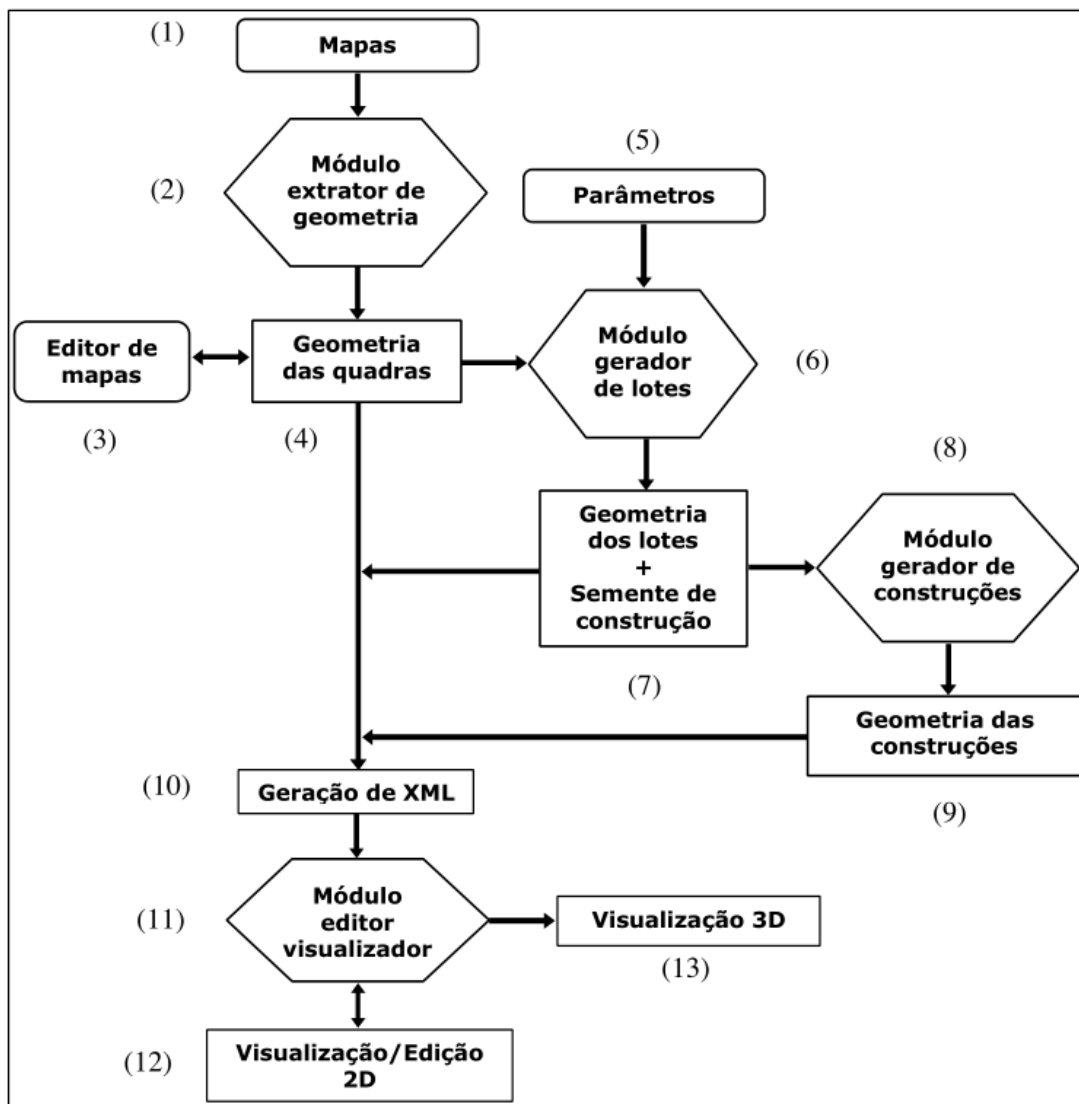 (1)
Mapas
(2)
Módulo
extrator de
geometria
(5)
Parâmetros
Editor de
mapas
(3)
Geometria
das quadras
(4)
Módulo
gerador
de lotes
(6)
(8)
Geometria
dos lotes
+
Semente de
construção
(7)
Módulo
gerador de
construções
Geometria das
construções
(9)
(10)
Geração de XML
(11)
Módulo
editor
visualizador
Visualização 3D
(13)
(12)
Visualização/Edição
2D